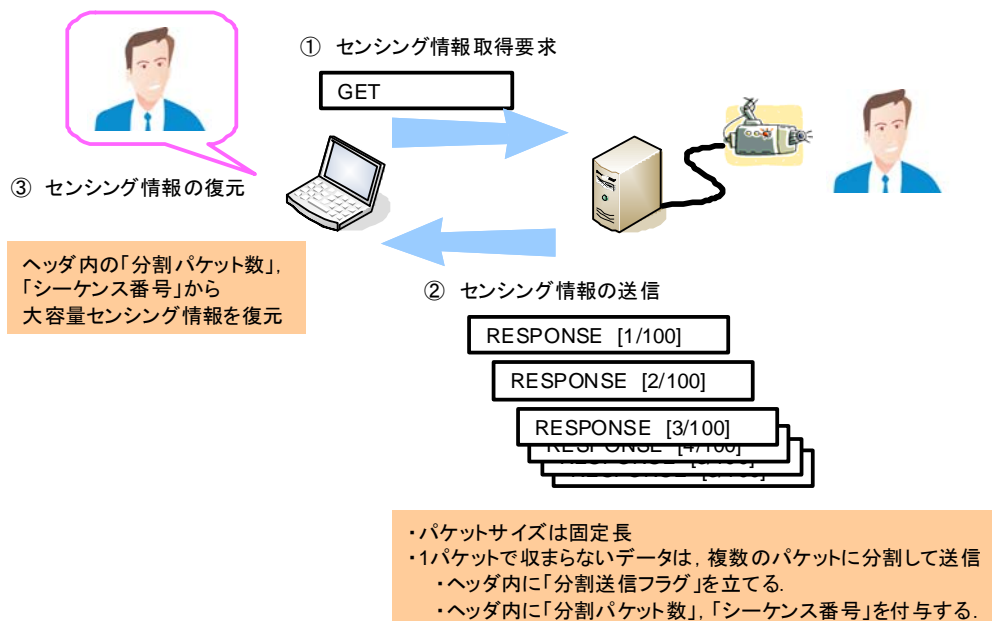 ① センシング情報取得要求
GET
③ センシング情報の復元
ヘッダ内の「分割パケット数」,
「シーケンス番号」から
大容量センシング情報を復元
② センシング情報の送信
RESPONSE [1/100]
RESPONSE [2/100]
RESPONSE [3/100]
RESPONSE [4/100]
・パケットサイズは固定長
・1パケットで収まらないデータは, 複数のパケットに分割して送信
・ヘッダ内に「分割送信フラグ」を立てる.
・ヘッダ内に「分割パケット数」, 「シーケンス番号」を付与する.